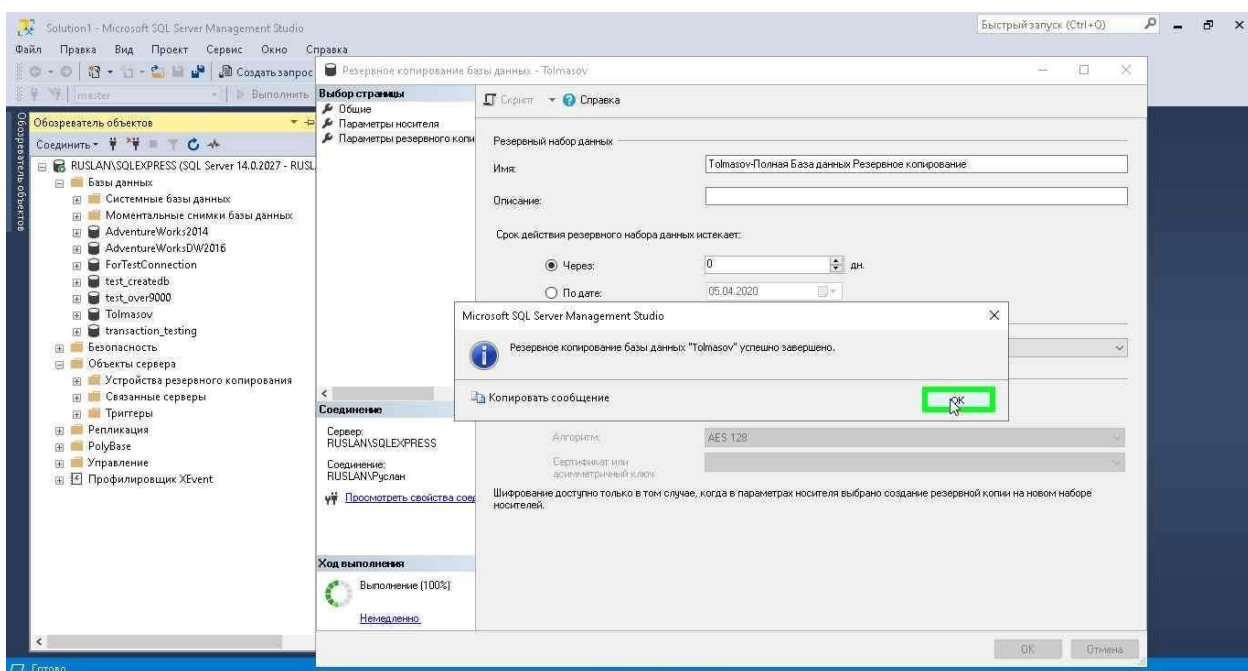 Solution1 - Microsoft SQL Server Management Studio
Быстрый запуск (Ctrl+Q)
Файл Правка Вид Проект Сервис Окно Справка
Создать запрос
master
Выполнить
Обозреватель объектов
Обозреватель объектов
Соединить
RUSLAN\SQLEXPRESS (SQL Server 14.0.2027 - RUSL
Базы данных
Системные базы данных
Моментальные снимки базы данных
AdventureWorks2014
AdventureWorksDW2016
ForTestConnection
test_createdb
test_over9000
Tolmasov
transaction_testing
Безопасность
Объекты сервера
Устройства резервного копирования
Связанные серверы
Триггеры
Репликация
PolyBase
Управление
Профилировщик XEvent
Резервное копирование базы данных - Tolmasov
Выбор страницы
Общие
Параметры носителя
Параметры резервного копи
Соединение
Сервер:
RUSLAN\SQLEXPRESS
Соединение:
RUSLAN\Руслан
Просмотреть свойства соед
Ход выполнения
Выполнение (100%)
Немедленно
Скрипт Справка
Резервный набор данных
Имя: Tolmasov-Полная База данных Резервное копирование
Описание:
Срок действия резервного набора данных истекает:
Через: 0 дн.
По дате: 05.04.2020
Microsoft SQL Server Management Studio
Резервное копирование базы данных "Tolmasov" успешно завершено.
Копировать сообщение
OK
Алгоритм: AES 128
Сертификат или
асимметричный ключ:
Шифрование доступно только в том случае, когда в параметрах носителя выбрано создание резервной копии на новом наборе
носителей.
OK Отмена
Готово